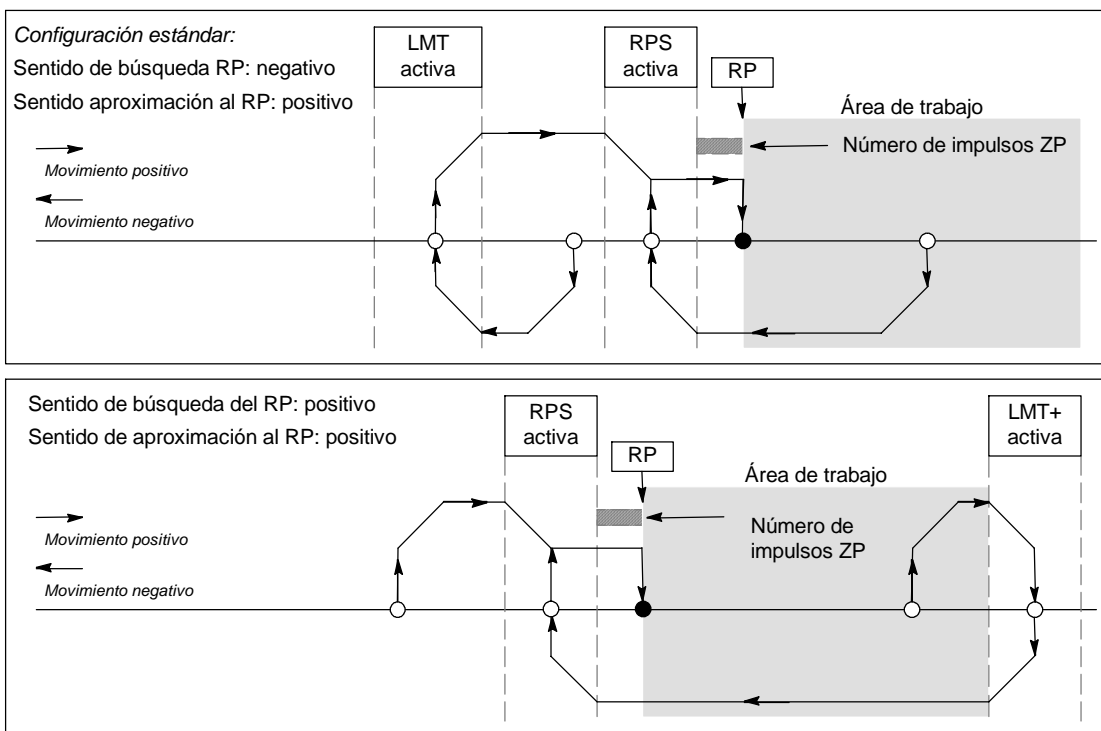 Configuración estándar:
Sentido de búsqueda RP: negativo
Sentido aproximación al RP: positivo
LMT
activa
RPS
activa
RP
Área de trabajo
Número de impulsos ZP
Movimiento positivo
Movimiento negativo
Sentido de búsqueda del RP: positivo
Sentido de aproximación al RP: positivo
RPS
activa
RP
LMT+
activa
Área de trabajo
Número de
impulsos ZP
Movimiento positivo
Movimiento negativo